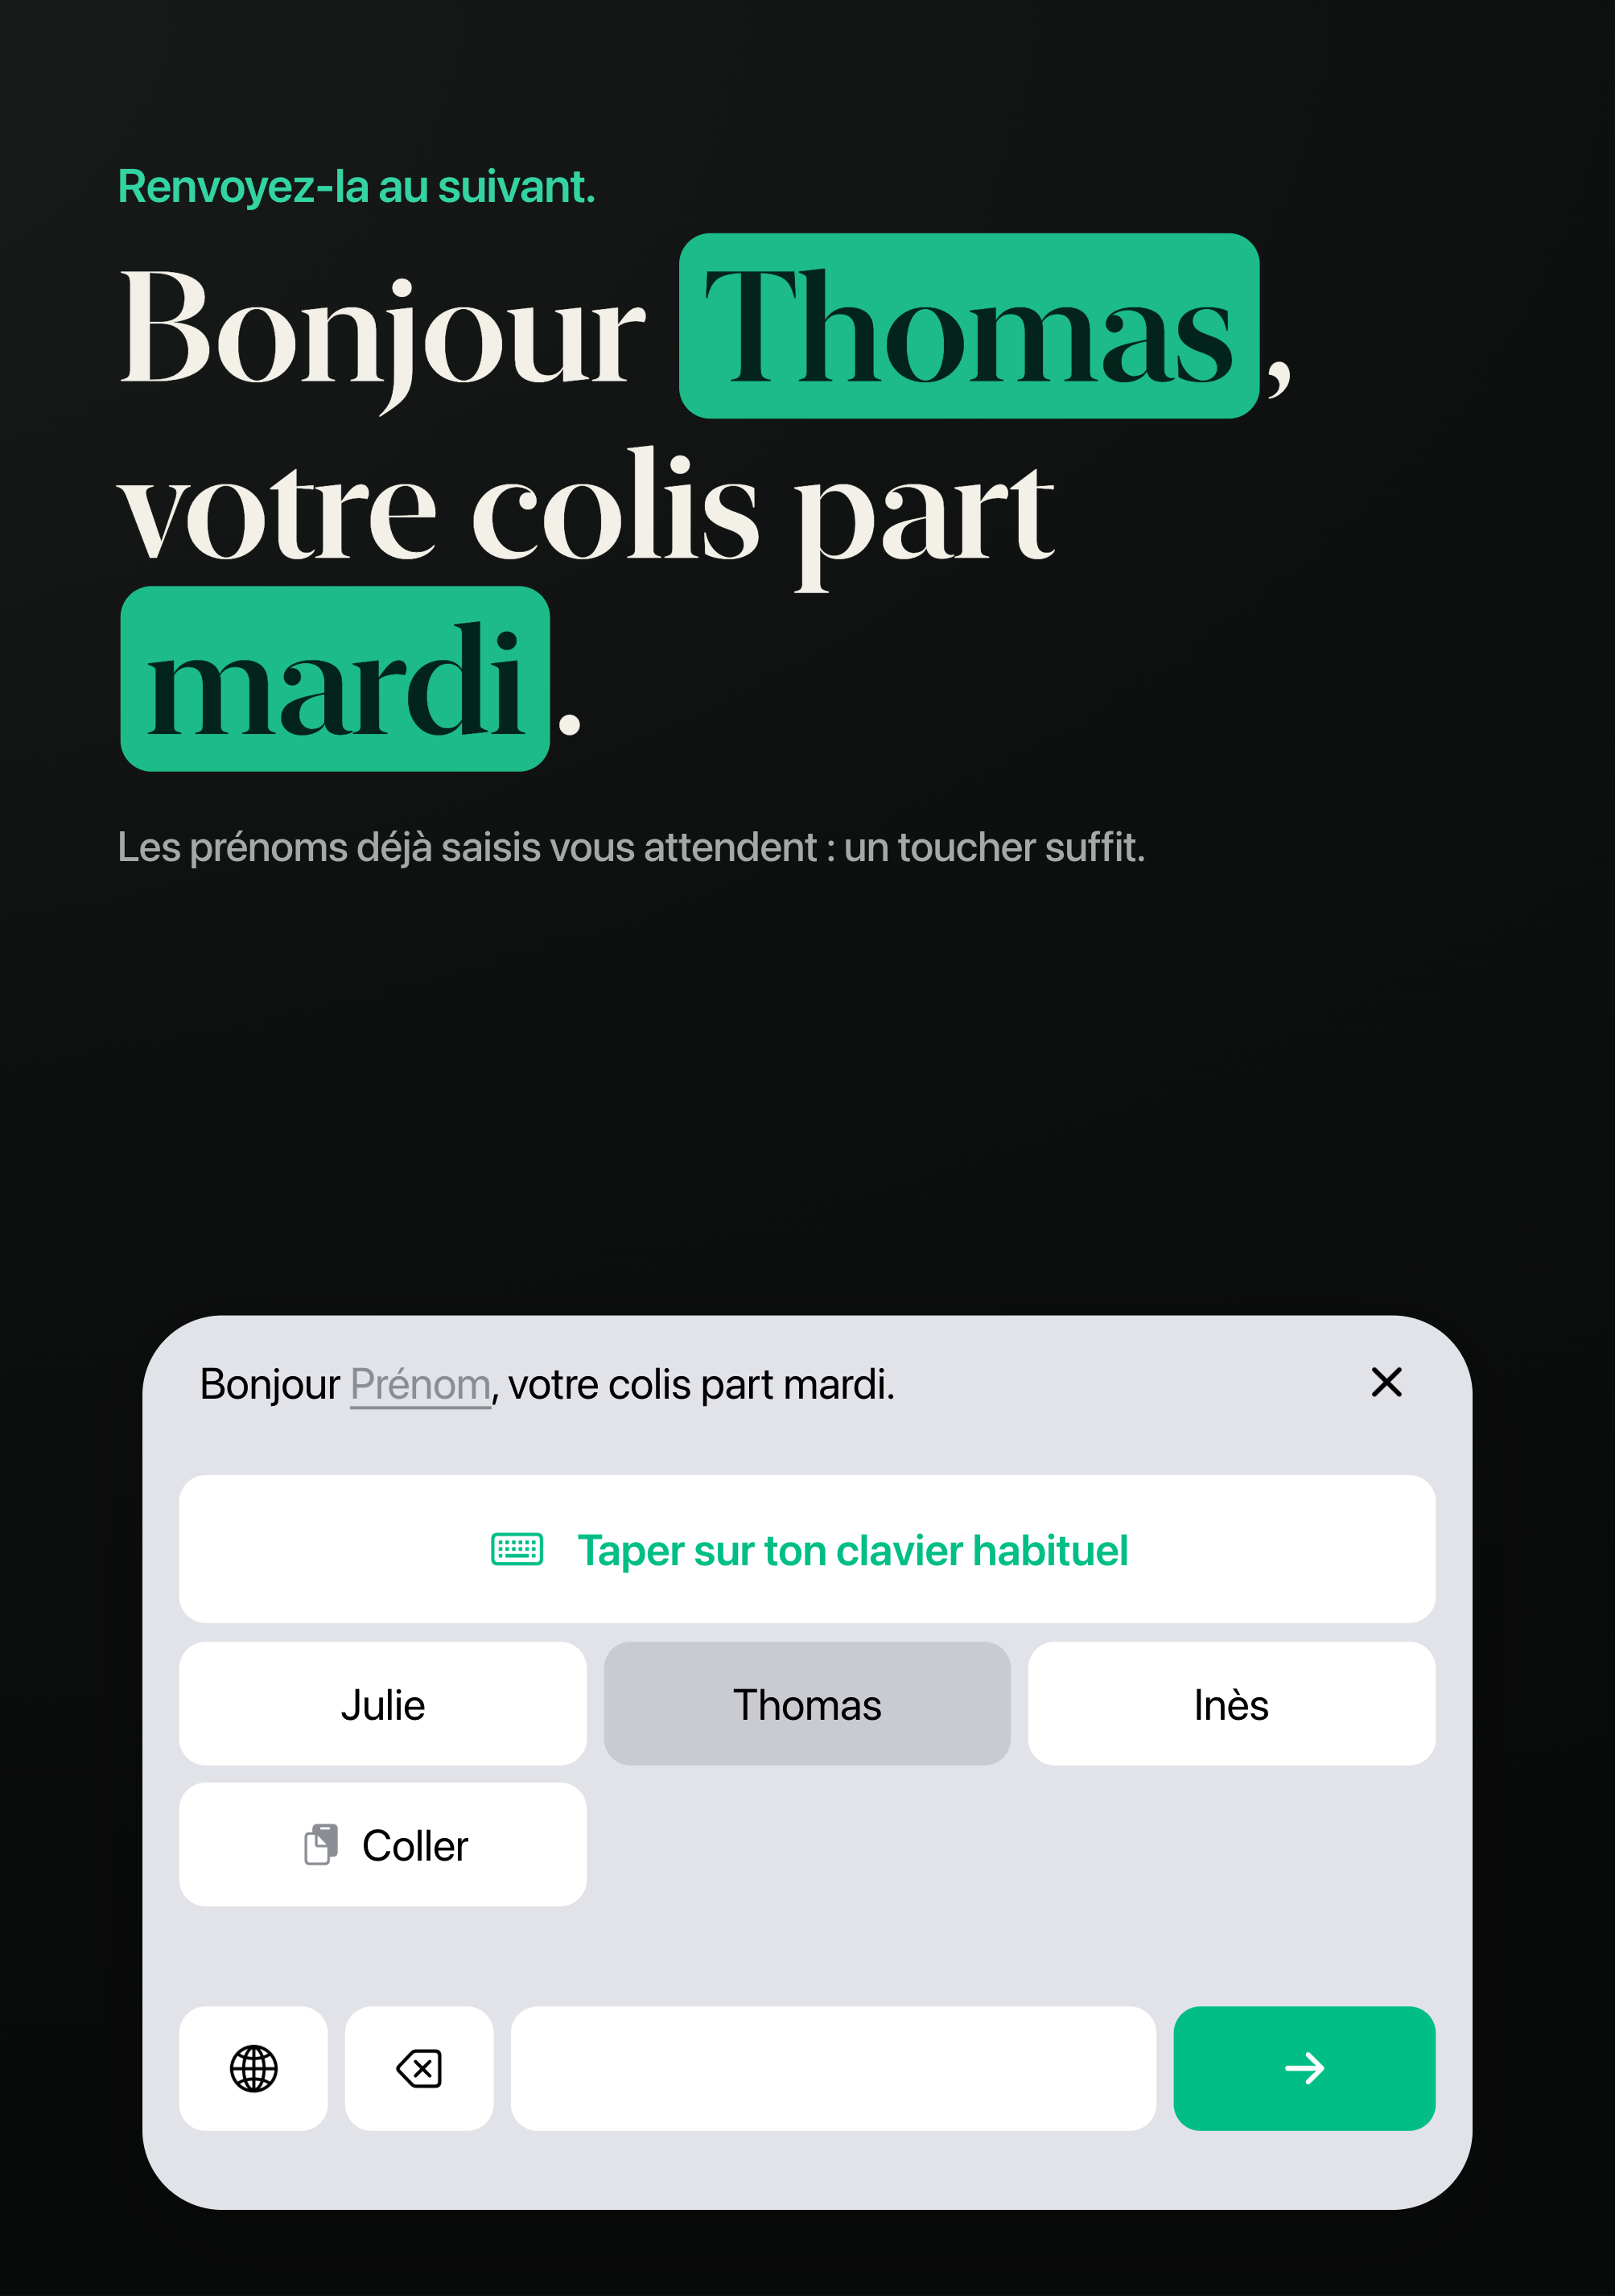 Renvoyez-la au suivant.
Bonjour Thomas,
votre colis part
mardi.
Les prénoms déjà saisis vous attendent : un toucher suffit.
Bonjour Prénom, votre colis part mardi.
Taper sur ton clavier habituel
Julie
Thomas
Inès
Coller